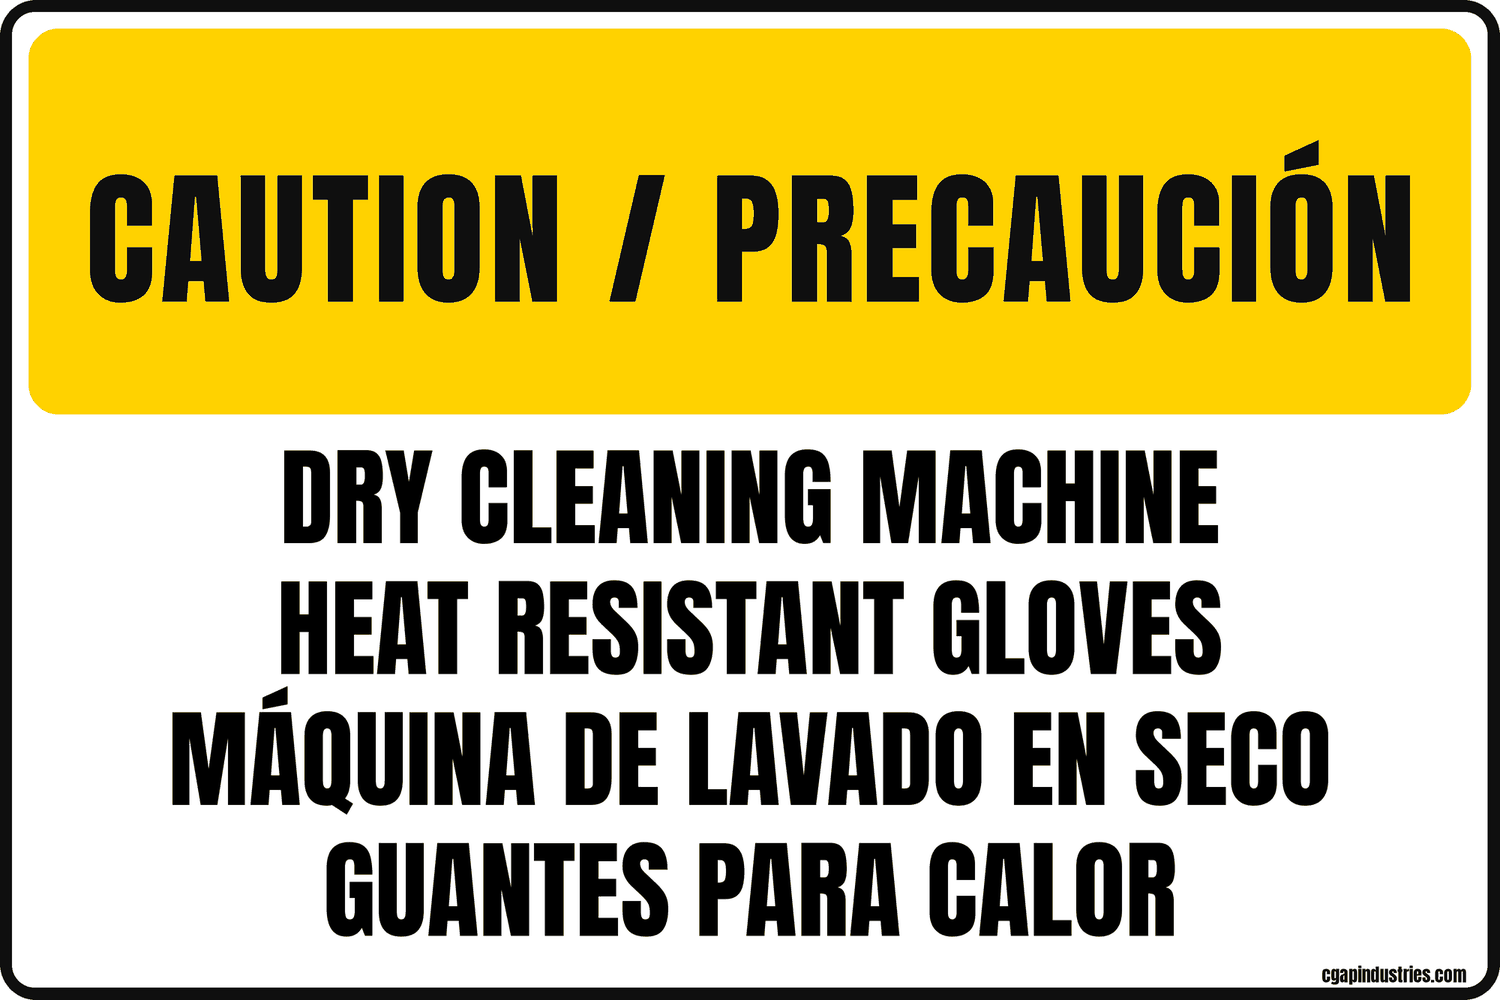 CAUTION / PRECAUCIÓN
DRY CLEANING MACHINE
HEAT RESISTANT GLOVES
MÁQUINA DE LAVADO EN SECO
GUANTES PARA CALOR
cgapindustries.com